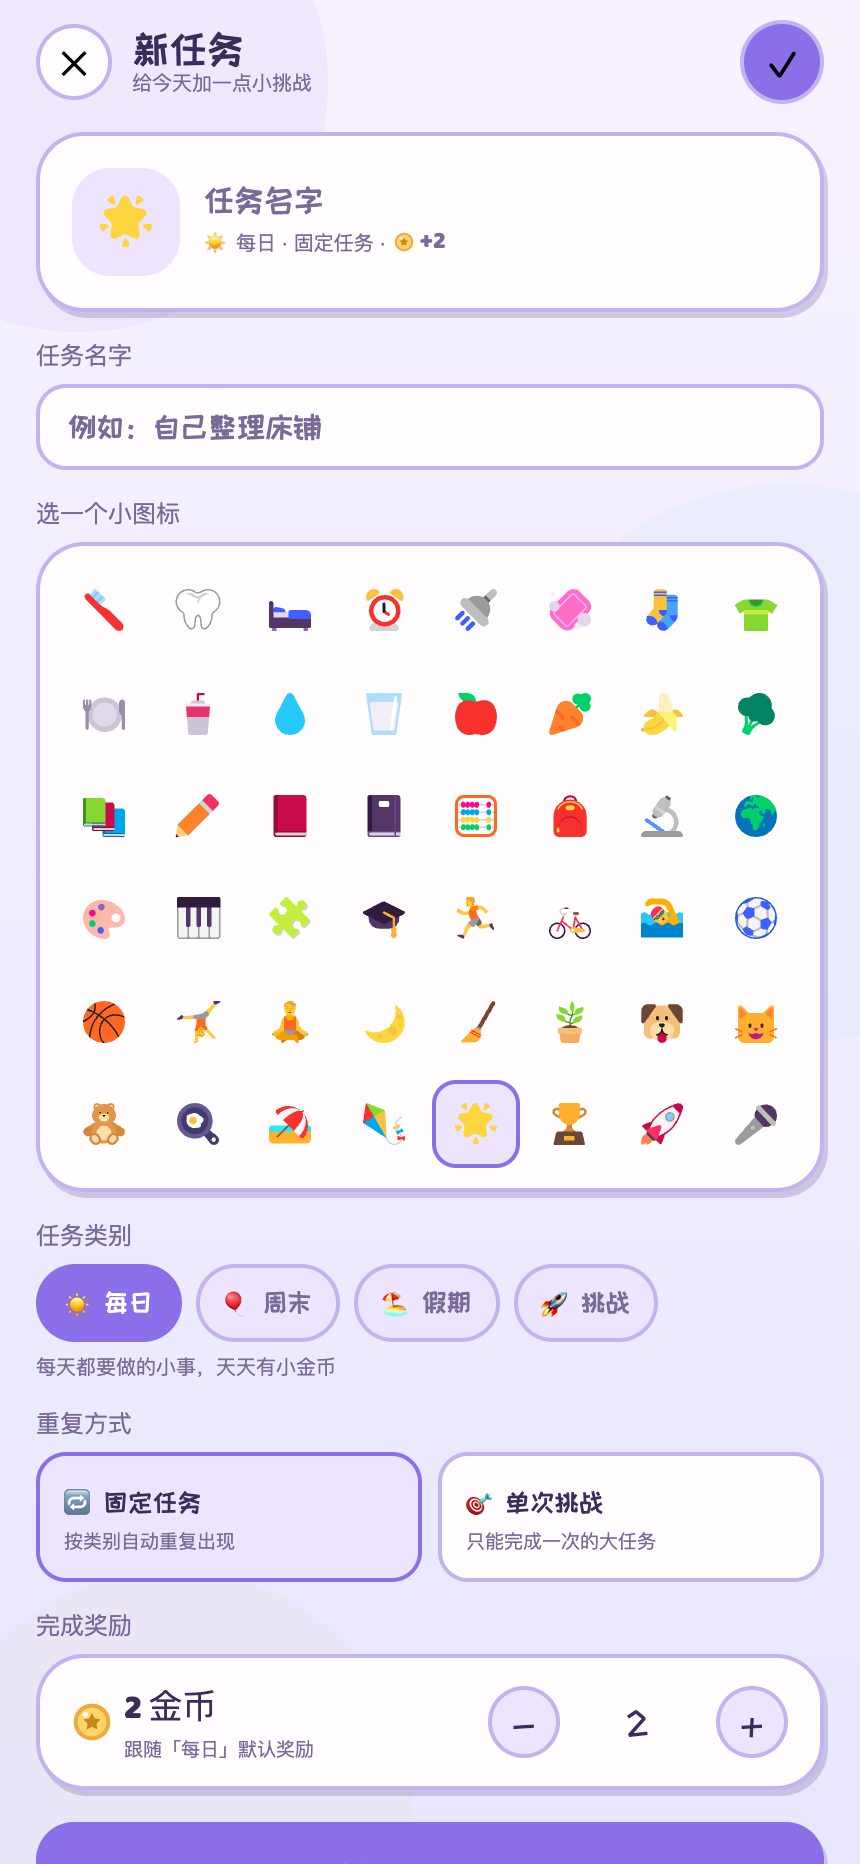 新任务
给今天加一点小挑战
任务名字
每日 · 固定任务 · +2
任务名字
例如：自己整理床铺
选一个小图标
任务类别
每日 周末 假期 挑战
每天都要做的小事，天天有小金币
重复方式
固定任务 单次挑战
按类别自动重复出现 只能完成一次的大任务
完成奖励
2 金币
跟随「每日」默认奖励
− 2 +